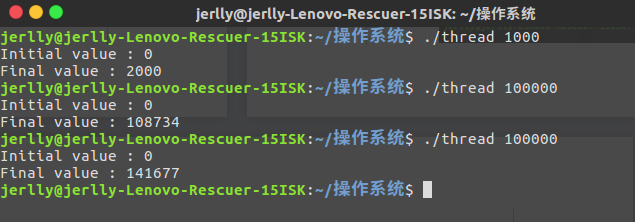 jerlly@jerlly-Lenovo-Rescuer-15ISK: ~/操作系统
jerlly@jerlly-Lenovo-Rescuer-15ISK:~/操作系统$ ./thread 1000
Initial value : 0
Final value : 2000
jerlly@jerlly-Lenovo-Rescuer-15ISK:~/操作系统$ ./thread 100000
Initial value : 0
Final value : 108734
jerlly@jerlly-Lenovo-Rescuer-15ISK:~/操作系统$ ./thread 100000
Initial value : 0
Final value : 141677
jerlly@jerlly-Lenovo-Rescuer-15ISK:~/操作系统$